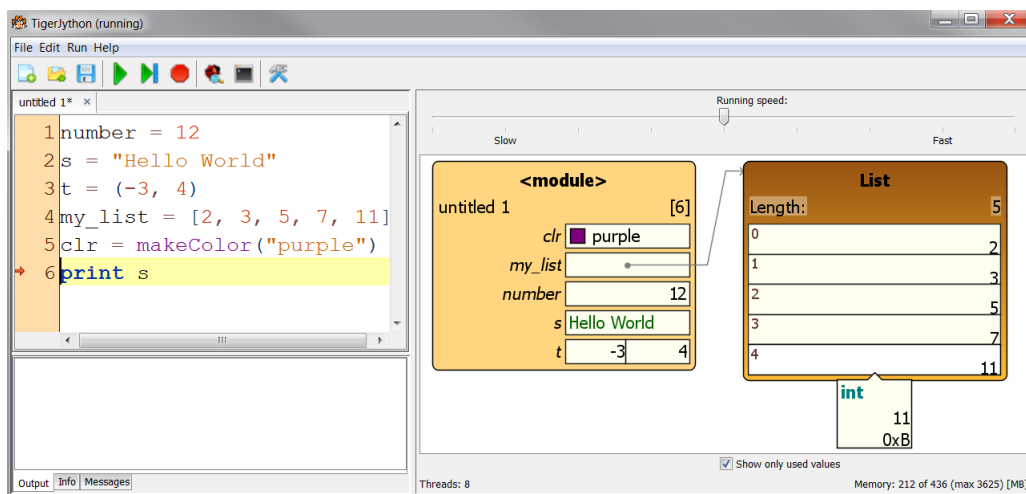 TigerJython (running)
File Edit Run Help
untitled 1*
1 number = 12
2 s = "Hello World"
3 t = (-3, 4)
4 my_list = [2, 3, 5, 7, 11]
5 clr = makeColor("purple")
6 print s
Output Info Messages
Running speed:
Slow Fast
<module>
untitled 1 [6]
clr purple
my_list
number 12
s Hello World
t -3 4
List
Length: 5
0 2
1 3
2 5
3 7
4 11
int
11
0xB
Show only used values
Threads: 8 Memory: 212 of 436 (max 3625) [MB]